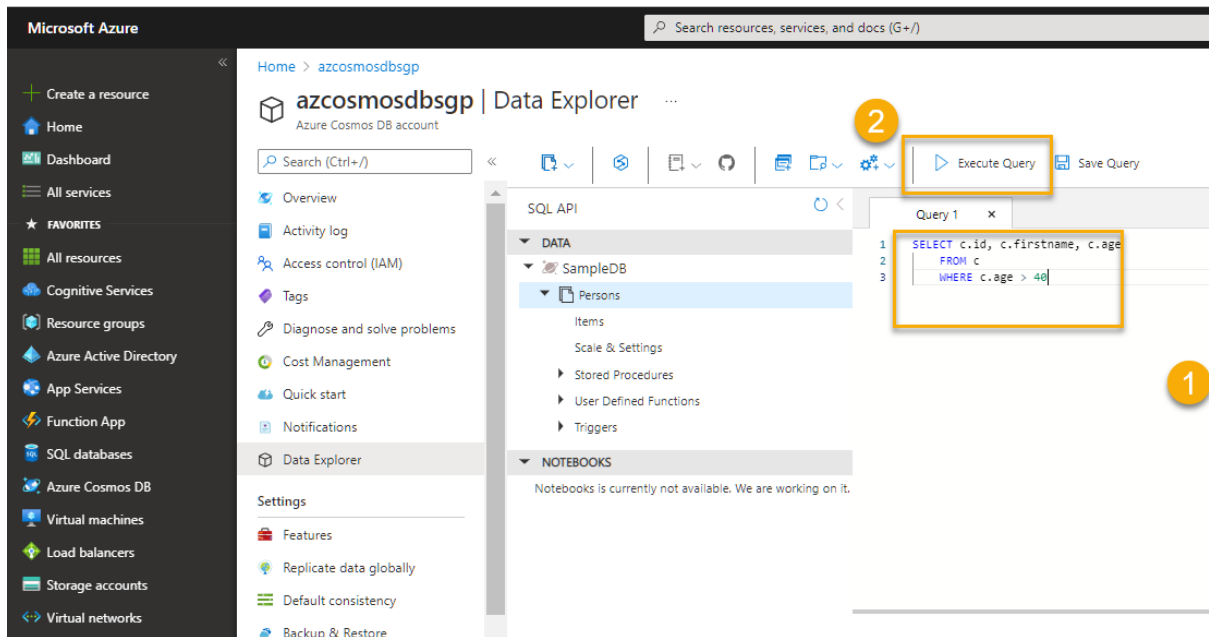 Microsoft Azure
Search resources, services, and docs (G+/)
«
Create a resource
Home
Dashboard
All services
FAVORITES
All resources
Cognitive Services
Resource groups
Azure Active Directory
App Services
Function App
SQL databases
Azure Cosmos DB
Virtual machines
Load balancers
Storage accounts
Virtual networks
Home > azcosmosdbsgp
azcosmosdbsgp | Data Explorer ...
Azure Cosmos DB account
Search (Ctrl+/) «
Overview
Activity log
Access control (IAM)
Tags
Diagnose and solve problems
Cost Management
Quick start
Notifications
Data Explorer
Settings
Features
Replicate data globally
Default consistency
Backup & Restore
2
Execute Query
Save Query
SQL API
DATA
SampleDB
Persons
Items
Scale & Settings
Stored Procedures
User Defined Functions
Triggers
NOTEBOOKS
Notebooks is currently not available. We are working on it.
Query 1 ×
1 SELECT c.id, c.firstname, c.age
2 FROM c
3 WHERE c.age > 40
1